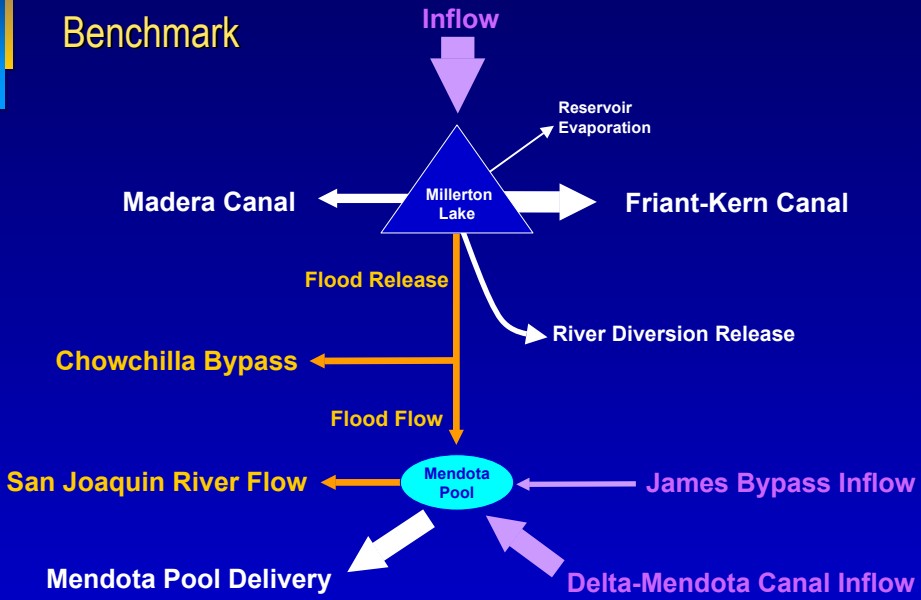 Benchmark
Inflow
Reservoir
Evaporation
Madera Canal
Millerton
Lake
Friant-Kern Canal
Flood Release
River Diversion Release
Chowchilla Bypass
Flood Flow
San Joaquin River Flow
Mendota
Pool
James Bypass Inflow
Mendota Pool Delivery
Delta-Mendota Canal Inflow